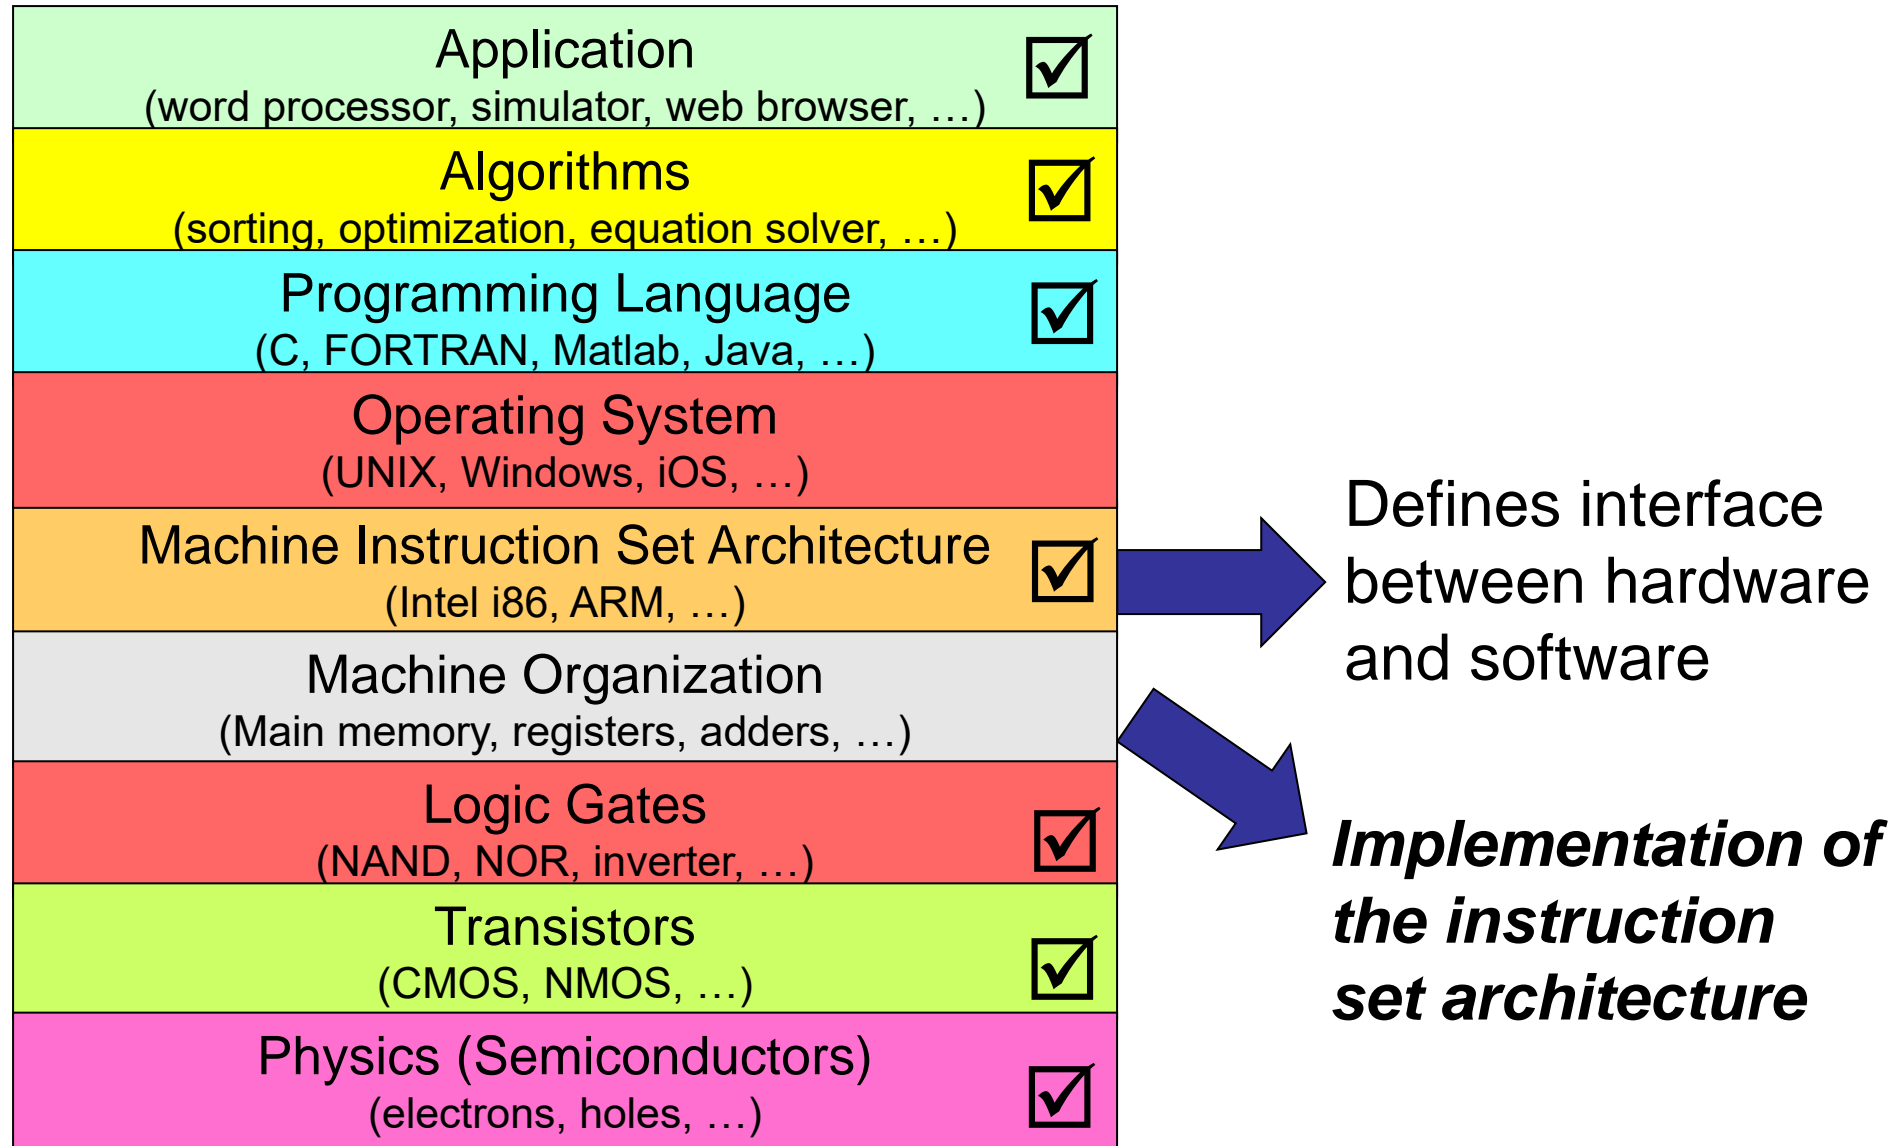 Application
(word processor, simulator, web browser, …)
Algorithms
(sorting, optimization, equation solver, …)
Programming Language
(C, FORTRAN, Matlab, Java, …)
Operating System
(UNIX, Windows, iOS, …)
Machine Instruction Set Architecture
(Intel i86, ARM, …)
Machine Organization
(Main memory, registers, adders, …)
Logic Gates
(NAND, NOR, inverter, …)
Transistors
(CMOS, NMOS, …)
Physics (Semiconductors)
(electrons, holes, …)
Defines interface
between hardware
and software
Implementation of
the instruction
set architecture